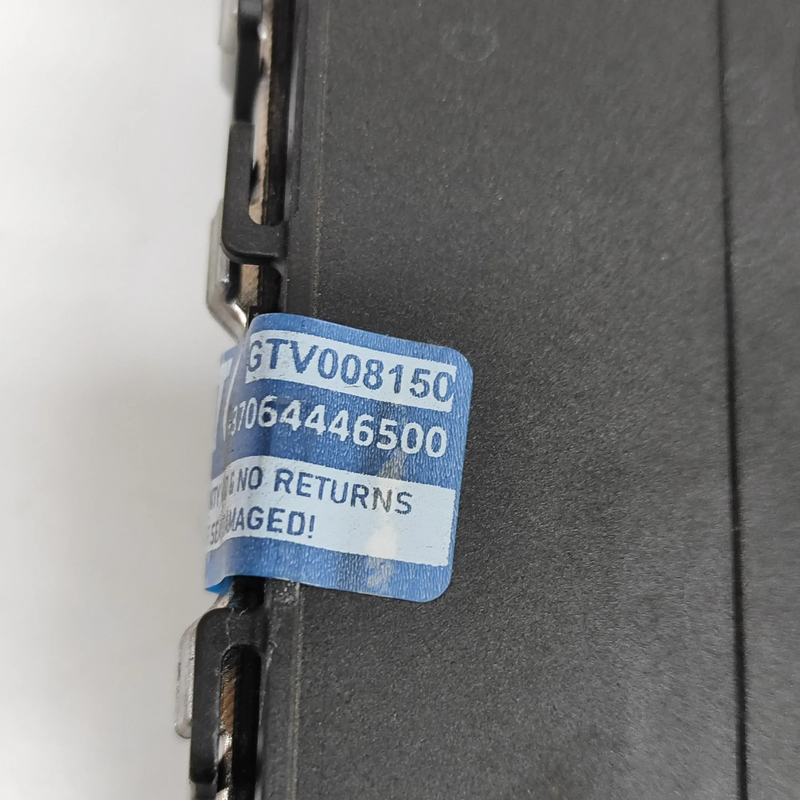 GTV008150
37064446500
& NO RETURNS
DAMAGED!